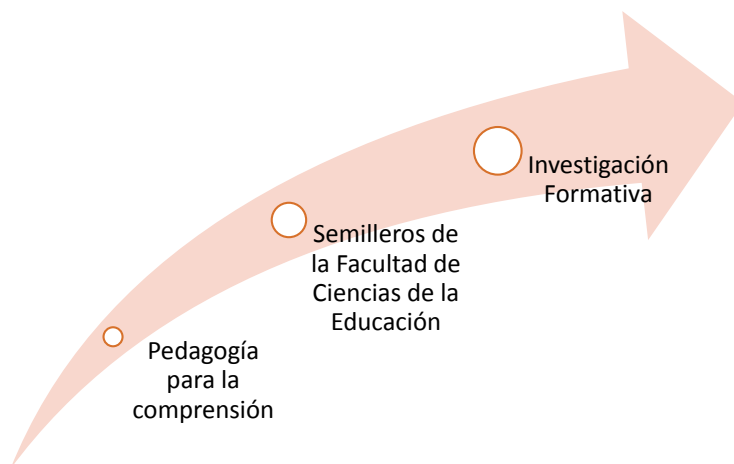 Investigación
Formativa
Semilleros de
la Facultad de
Ciencias de la
Educación
Pedagogía
para la
comprensión